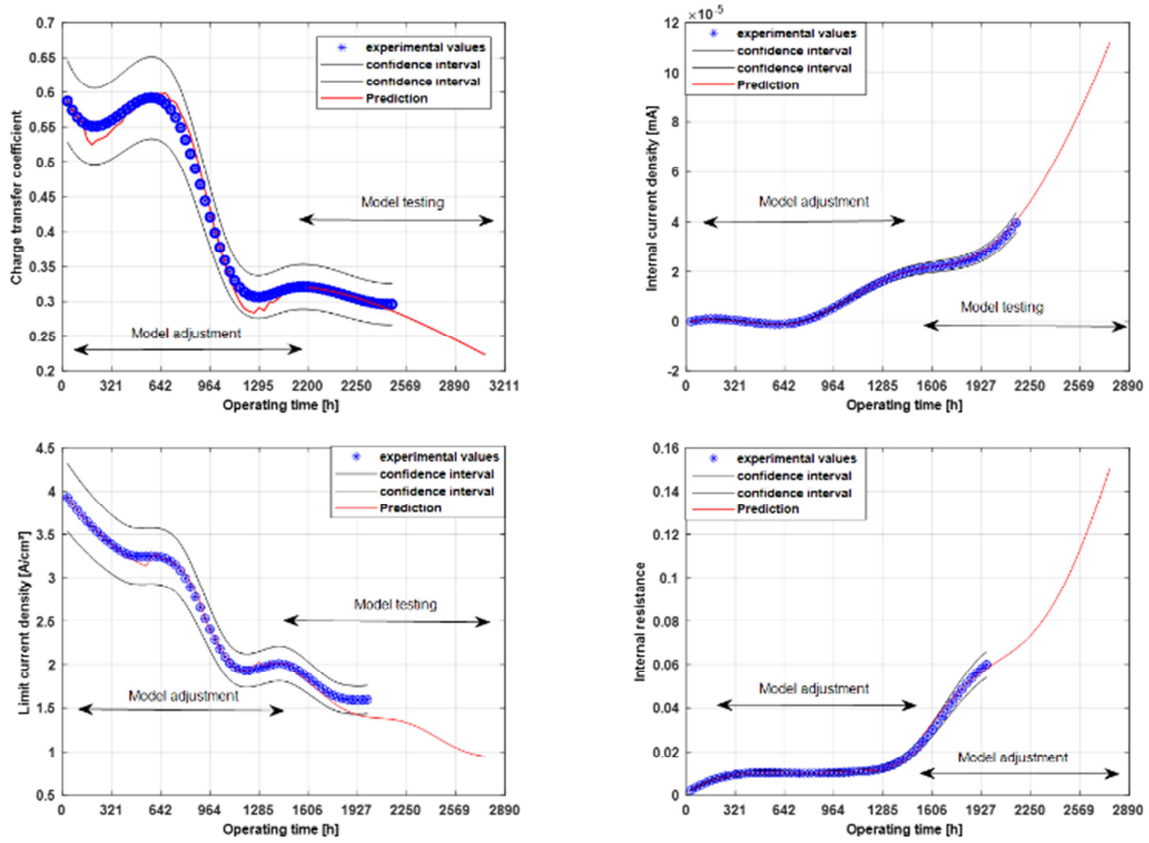 0.7
0.65
0.6
0.55
0.5
0.45
0.4
0.35
0.3
0.25
0.2
Charge transfer coefficient
experimental values
confidence interval
confidence interval
Prediction
Model testing
Model adjustment
0 321 642 964 1295 2200 2250 2569 2890 3211
Operating time [h]
×10⁻⁵
12
10
8
6
4
2
0
-2
Internal current density [mA]
experimental values
confidence interval
confidence interval
Prediction
Model adjustment
Model testing
0 321 642 964 1285 1606 1927 2250 2569 2890
Operating time [h]
4.5
4
3.5
3
2.5
2
1.5
1
0.5
Limit current density [A/cm²]
experimental values
confidence interval
confidence interval
Prediction
Model testing
Model adjustment
0 321 642 964 1285 1606 1927 2250 2569 2890
Operating time [h]
0.16
0.14
0.12
0.1
0.08
0.06
0.04
0.02
0
Internal resistance
experimental values
confidence interval
confidence interval
Prediction
Model adjustment
Model adjustment
0 321 642 964 1285 1606 1927 2250 2569 2890
Operating time [h]